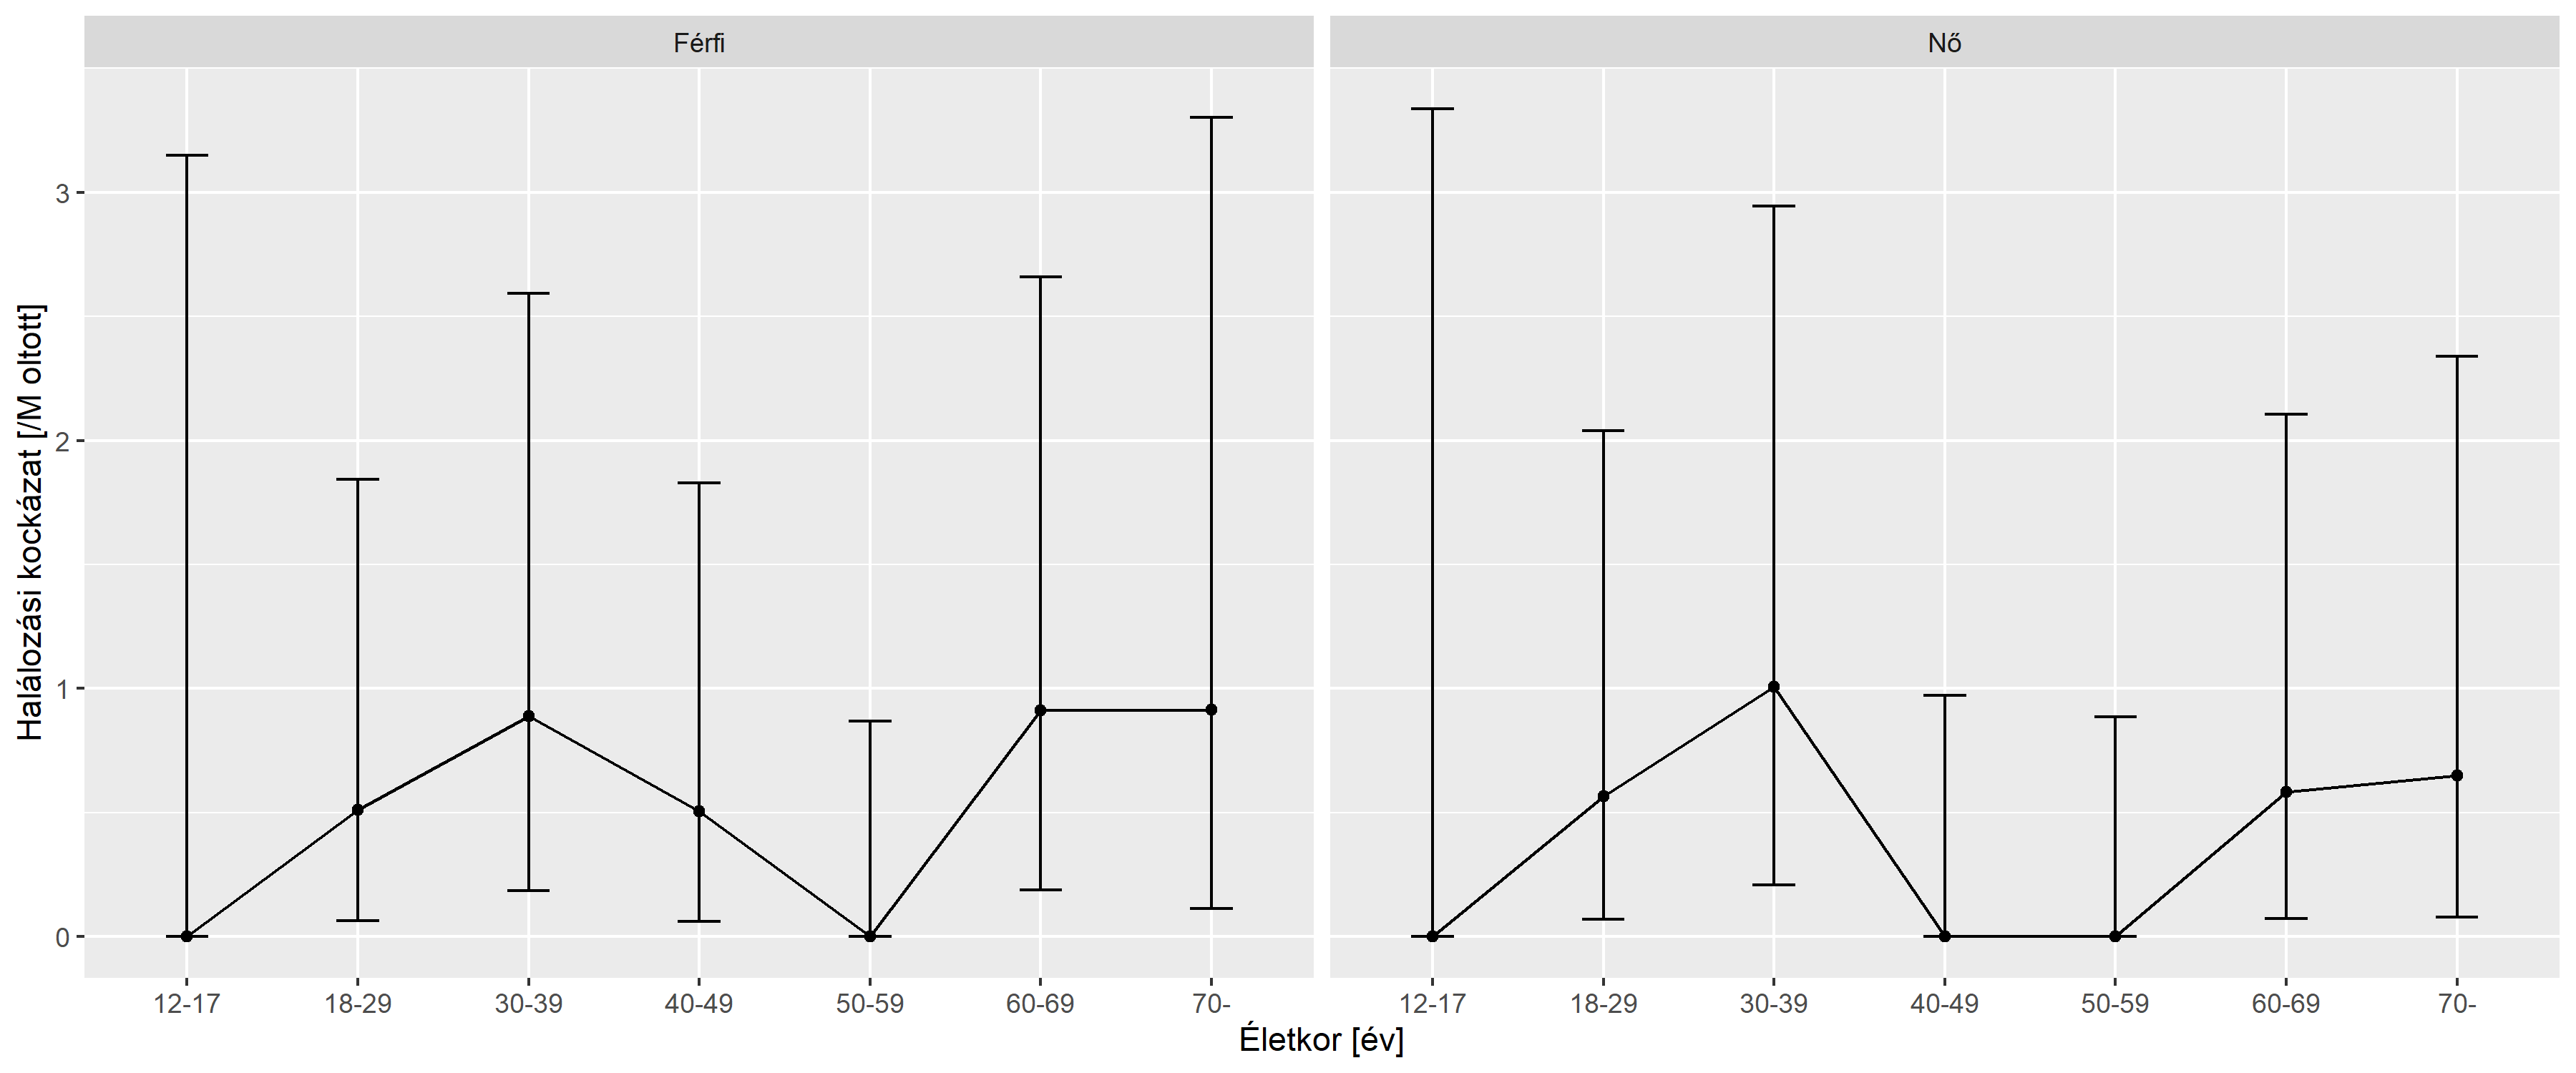 Férfi
Nő
Halálozási kockázat [/M oltott]
3
2
1
0
12-17 18-29 30-39 40-49 50-59 60-69 70-
12-17 18-29 30-39 40-49 50-59 60-69 70-
Életkor [év]